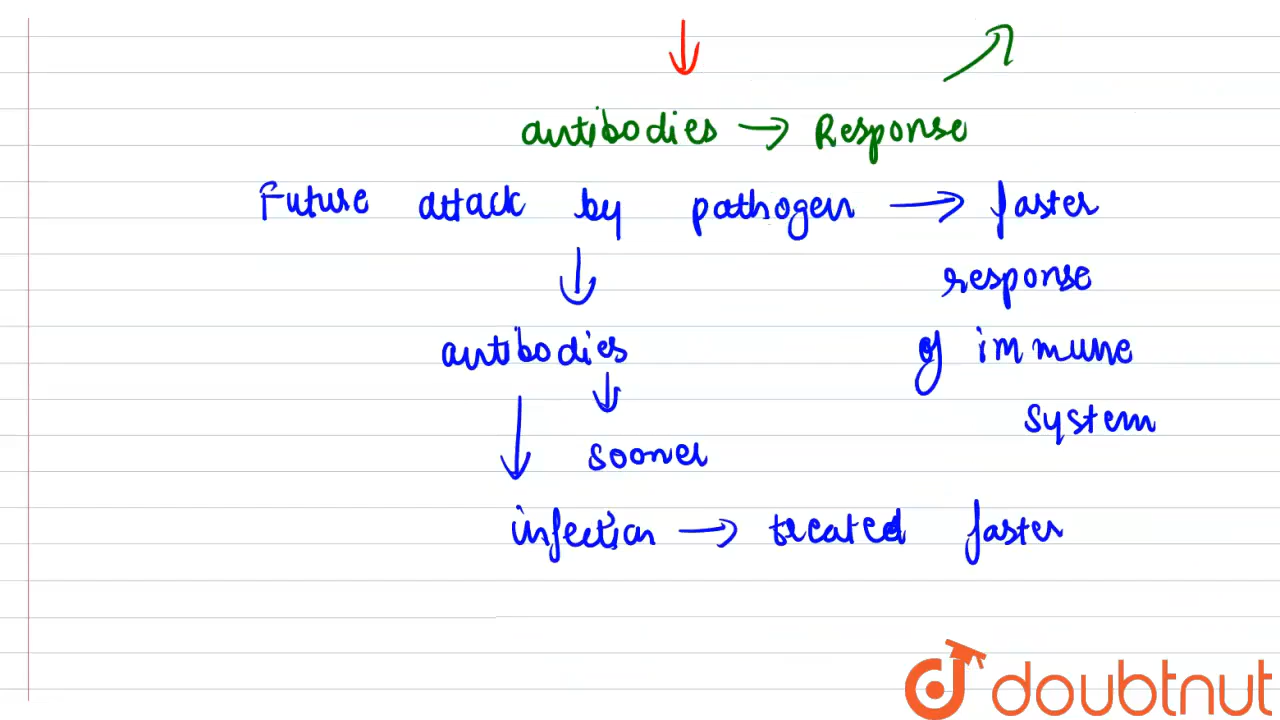 antibodies → Response
Future attack by pathogen → faster
response
antibodies of immune
system
sooner
infection → treated faster
doubtnut